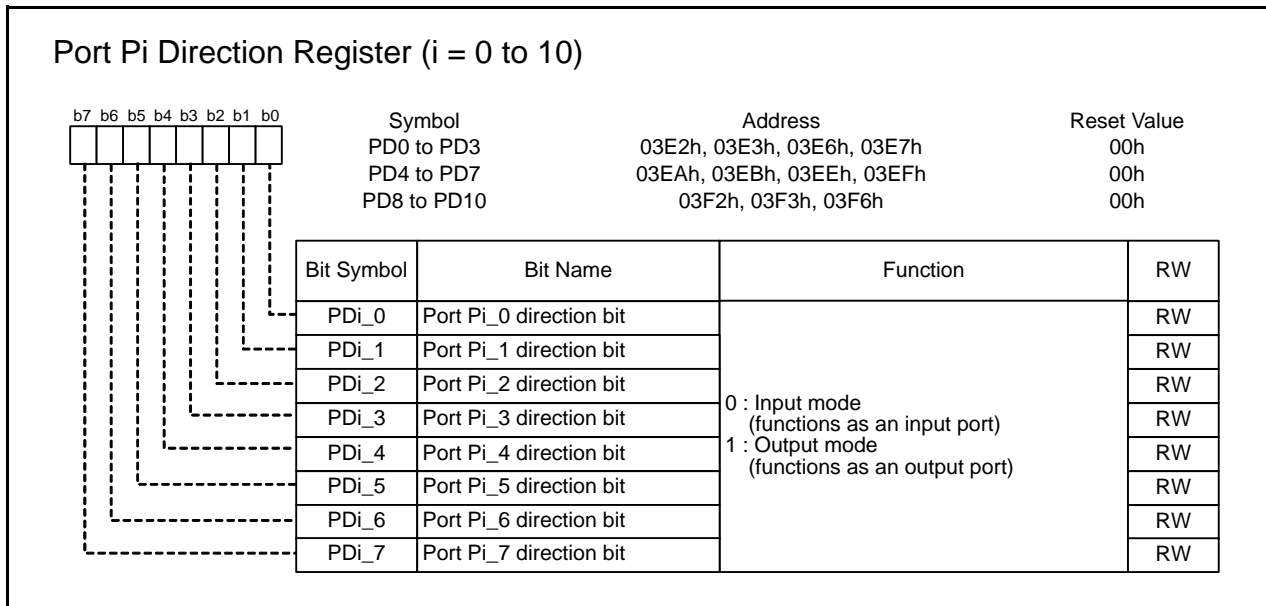 Port Pi Direction Register (i = 0 to 10)
b7 b6 b5 b4 b3 b2 b1 b0
Symbol Address Reset Value
PD0 to PD3 03E2h, 03E3h, 03E6h, 03E7h 00h
PD4 to PD7 03EAh, 03EBh, 03EEh, 03EFh 00h
PD8 to PD10 03F2h, 03F3h, 03F6h 00h
Bit Symbol Bit Name Function RW
PDi_0 Port Pi_0 direction bit RW
PDi_1 Port Pi_1 direction bit RW
PDi_2 Port Pi_2 direction bit RW
PDi_3 Port Pi_3 direction bit RW
PDi_4 Port Pi_4 direction bit RW
PDi_5 Port Pi_5 direction bit RW
PDi_6 Port Pi_6 direction bit RW
PDi_7 Port Pi_7 direction bit RW
0 : Input mode
(functions as an input port)
1 : Output mode
(functions as an output port)